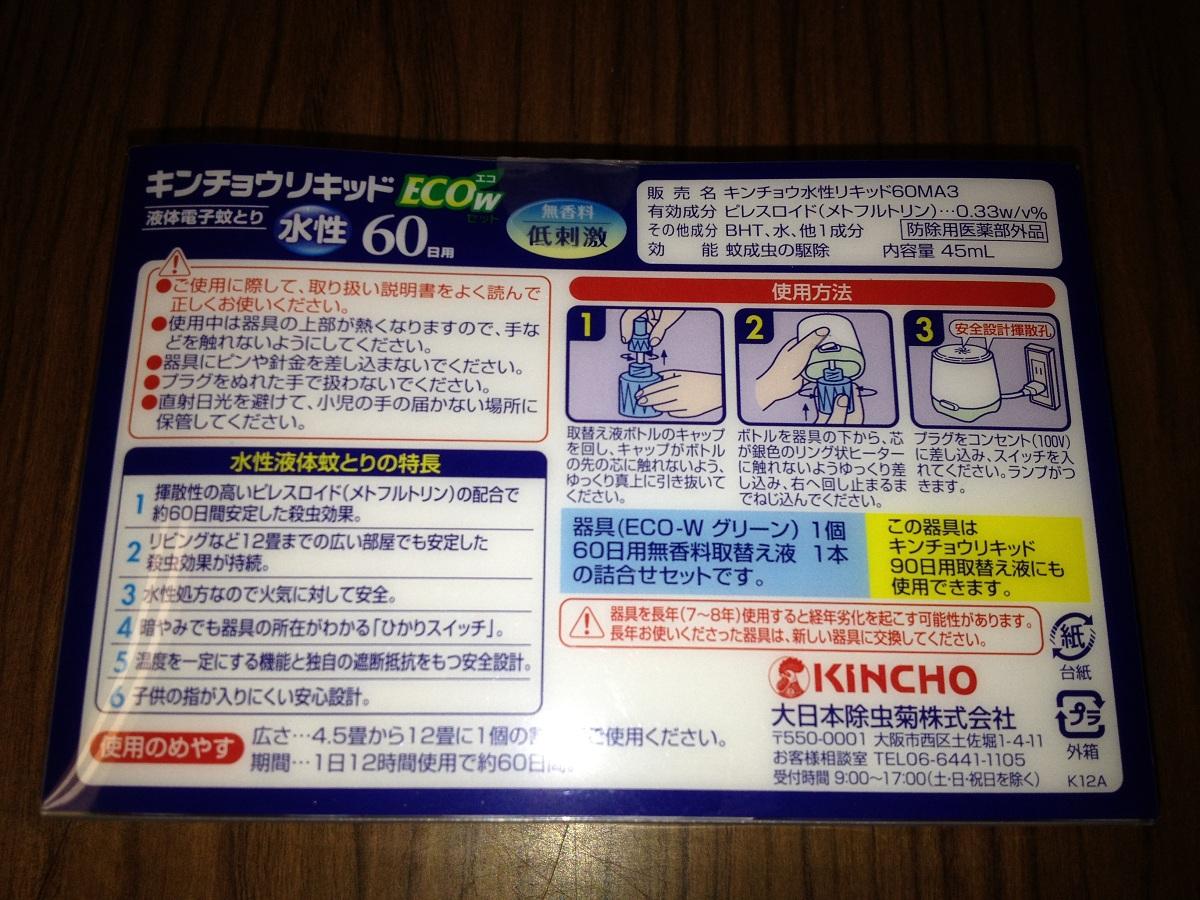 キンチョウリキッド ECOw エコ セット
液体電子蚊とり 水性 60日用
無香料
低刺激
販売名 キンチョウ水性リキッド60MA3
有効成分 ピレスロイド(メトフルトリン)…0.33w/v%
その他成分 BHT、水、他1成分 防除用医薬部外品
効能 蚊成虫の駆除 内容量 45mL
●ご使用に際して、取り扱い説明書をよく読んで
正しくお使いください。
●使用中は器具の上部が熱くなりますので、手な
どを触れないようにしてください。
●器具にピンや針金を差し込まないでください。
●プラグをぬれた手で扱わないでください。
●直射日光を避けて、小児の手の届かない場所に
保管してください。
水性液体蚊とりの特長
1 揮散性の高いピレスロイド(メトフルトリン)の配合で
約60日間安定した殺虫効果。
2 リビングなど12畳までの広い部屋でも安定した
殺虫効果が持続。
3 水性処方なので火気に対して安全。
4 暗やみでも器具の所在がわかる「ひかりスイッチ」。
5 温度を一定にする機能と独自の遮断抵抗をもつ安全設計。
6 子供の指が入りにくい安心設計。
使用のめやす
広さ…4.5畳から12畳に1個の
ご使用ください。
期間…1日12時間使用で約60日間。
使用方法
1
取替え液ボトルのキャップ
を回し、キャップがボトル
の先の芯に触れないよう、
ゆっくり真上に引き抜いて
ください。
2
ボトルを器具の下から、芯
が銀色のリング状ヒーター
に触れないようゆっくり差
し込み、右へ回し止まるまる
までねじ込んでください。
3
安全設計揮散孔
プラグをコンセント(100V)
に差し込み、スイッチを入
れてください。ランプがつ
きます。
器具(ECO-W グリーン) 1個
60日用無香料取替え液 1本
の詰合せセットです。
この器具は
キンチョウリキッド
90日用取替え液にも
使用できます。
器具を長年(7〜8年)使用すると経年劣化を起こす可能性があります。
長年お使いくださった器具は、新しい器具に交換してください。
KINCHO
大日本除虫菊株式会社
〒550-0001 大阪市西区土佐堀1-4-11
お客様相談室 TEL06-6441-1105
受付時間 9:00〜17:00(土・日・祝日を除く)
紙
台紙
プラ
外箱
K12A